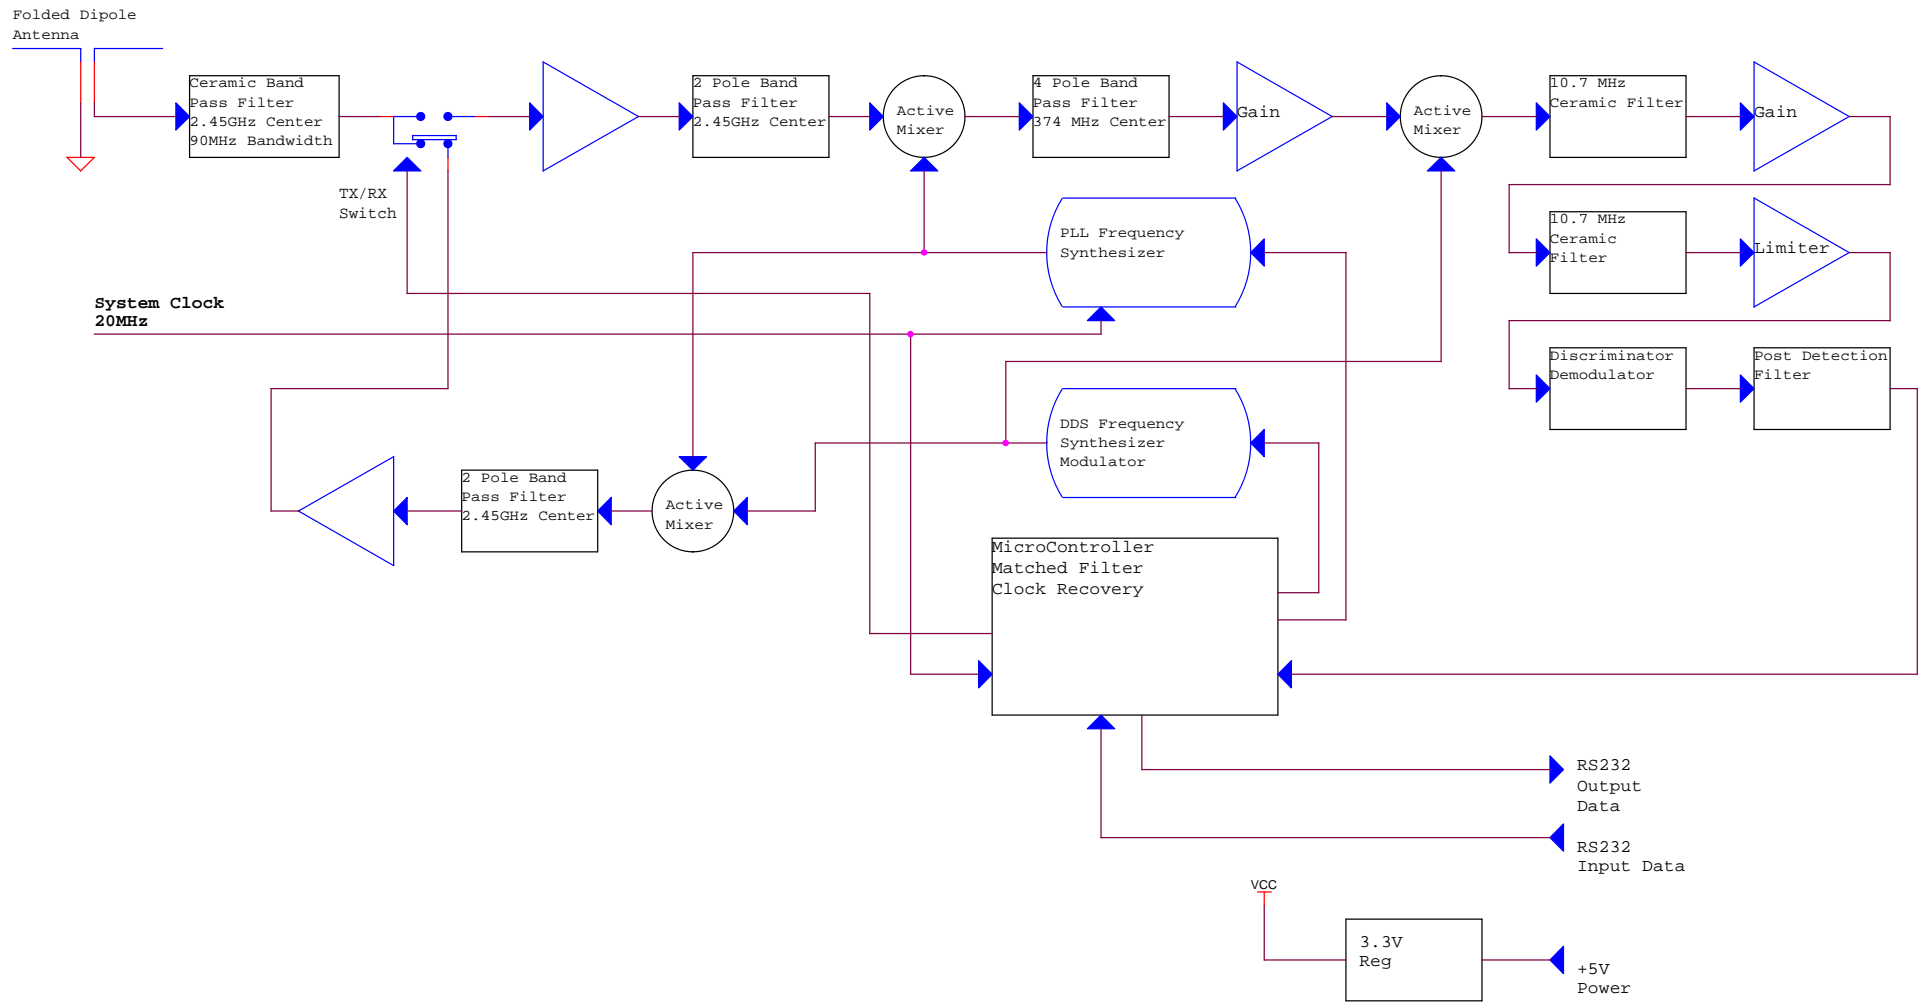 Folded Dipole
Antenna
Ceramic Band
Pass Filter
2.45GHz Center
90MHz Bandwidth
TX/RX
Switch
2 Pole Band
Pass Filter
2.45GHz Center
Active
Mixer
4 Pole Band
Pass Filter
374 MHz Center
Gain
Active
Mixer
10.7 MHz
Ceramic Filter
Gain
PLL Frequency
Synthesizer
10.7 MHz
Ceramic
Filter
Limiter
System Clock
20MHz
Discriminator
Demodulator
Post Detection
Filter
DDS Frequency
Synthesizer
Modulator
2 Pole Band
Pass Filter
2.45GHz Center
Active
Mixer
MicroController
Matched Filter
Clock Recovery
RS232
Output
Data
RS232
Input Data
VCC
3.3V
Reg
+5V
Power